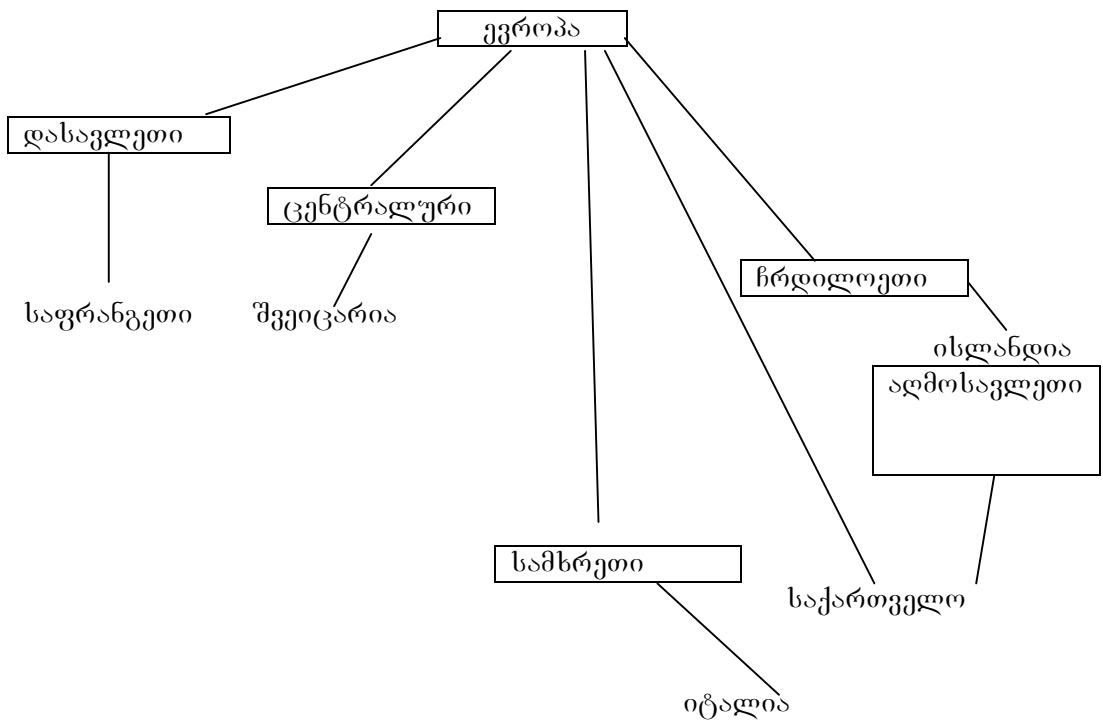 ევროპა
დასავლეთი
ცენტრალური
ჩრდილოეთი
საფრანგეთი
შვეიცარია
ისლანდია
აღმოსავლეთი
სამხრეთი
საქართველო
იტალია